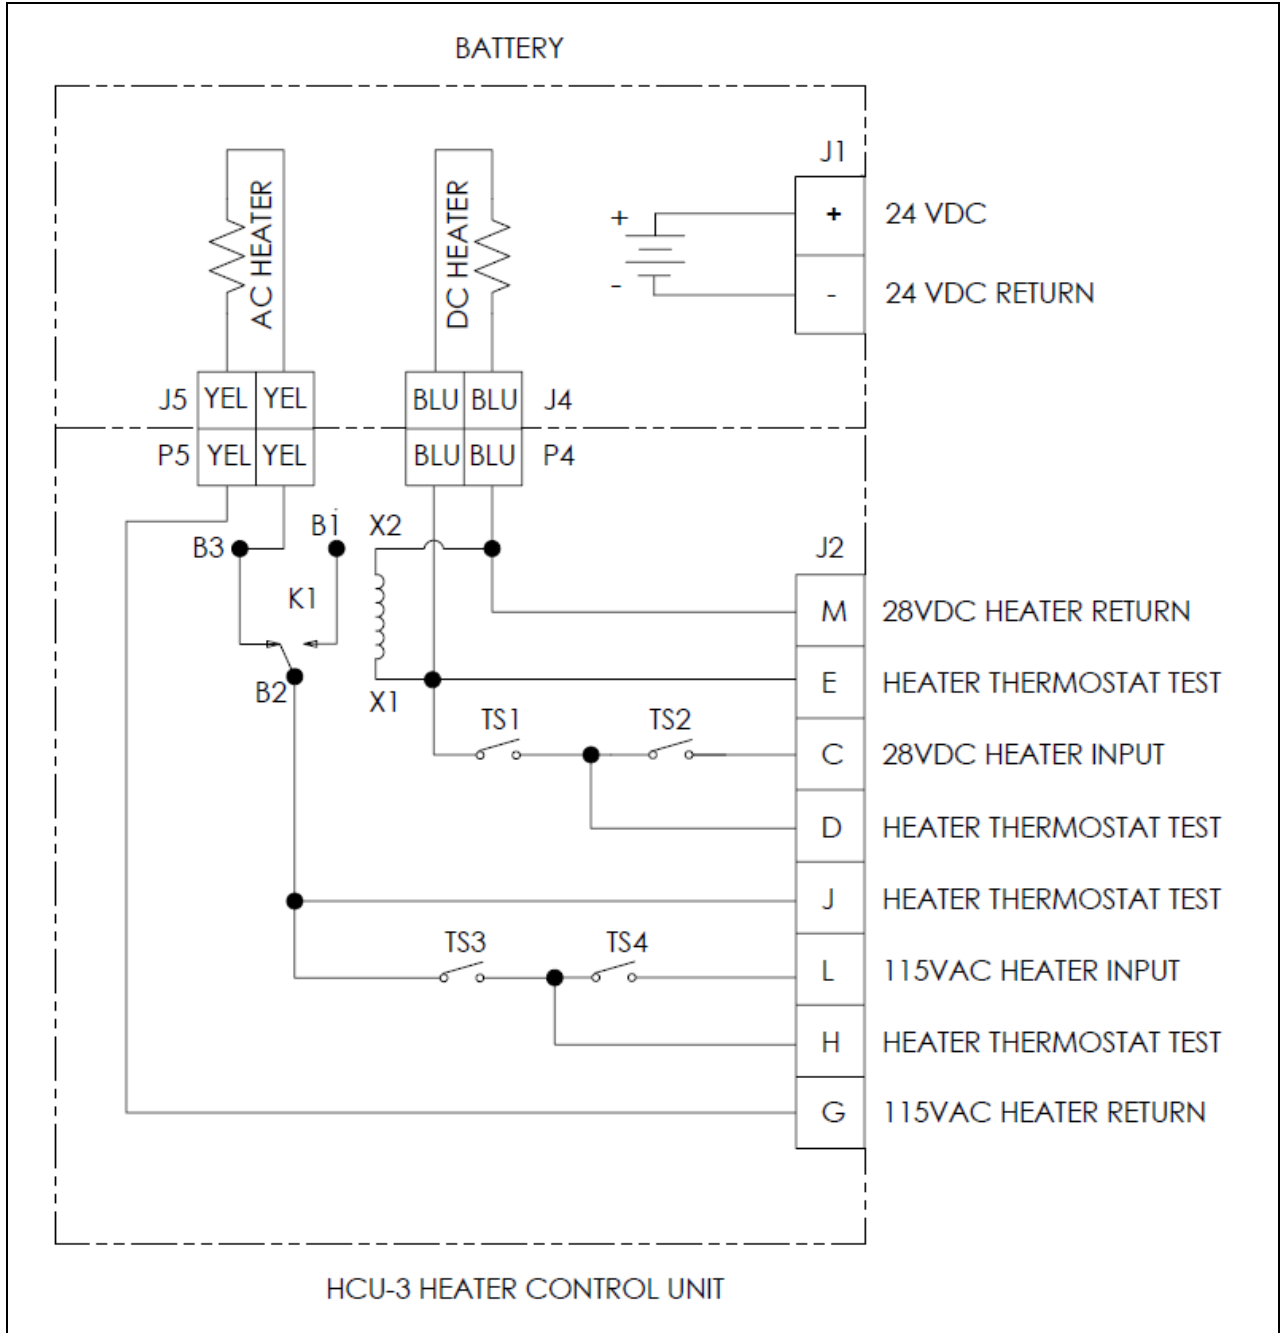 BATTERY
J1
+ 24 VDC
- 24 VDC RETURN
+
-
AC HEATER
DC HEATER
J5 YEL YEL BLU BLU J4
P5 YEL YEL BLU BLU P4
B3 B1 X2
J2
K1
M 28VDC HEATER RETURN
B2 X1
E HEATER THERMOSTAT TEST
TS1 TS2
C 28VDC HEATER INPUT
D HEATER THERMOSTAT TEST
J HEATER THERMOSTAT TEST
TS3 TS4
L 115VAC HEATER INPUT
H HEATER THERMOSTAT TEST
G 115VAC HEATER RETURN
HCU-3 HEATER CONTROL UNIT